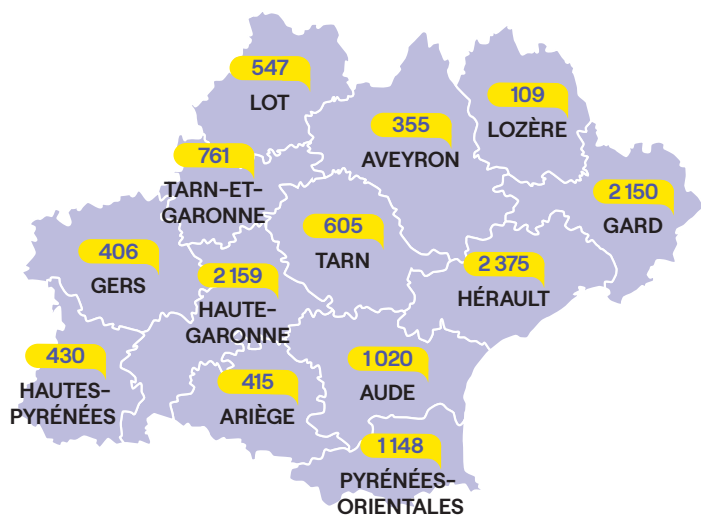 547
LOT
109
LOZÈRE
355
AVEYRON
761
TARN-ET-
GARONNE
2 150
GARD
605
TARN
406
GERS
2 159
HAUTE-
GARONNE
2 375
HÉRAULT
430
HAUTES-
PYRÉNÉES
415
ARIÈGE
1 020
AUDE
1 148
PYRÉNÉES-
ORIENTALES